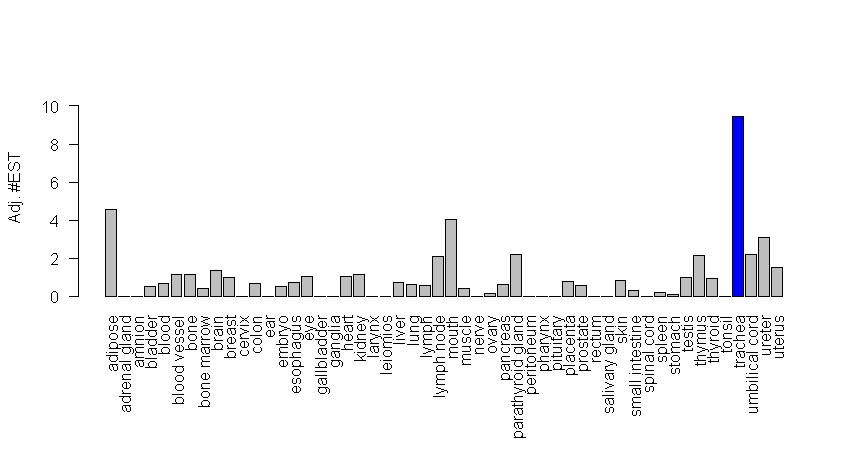 Adj. #EST
10
8
6
4
2
0
adipose
adrenal gland
amnion
bladder
blood
blood vessel
bone
bone marrow
brain
breast
cervix
colon
ear
embryo
esophagus
eye
gallbladder
ganglia
heart
kidney
larynx
leiomios
liver
lung
lymph
lymph node
mouth
muscle
nerve
ovary
pancreas
parathyroid gland
peritoneum
pharynx
pituitary
placenta
prostate
rectum
salivary gland
skin
small intestine
spinal cord
spleen
stomach
testis
thymus
thyroid
tonsil
trachea
umbilical cord
ureter
uterus